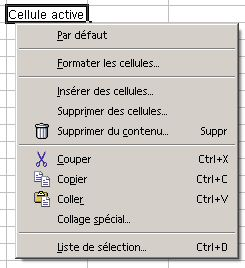 Cellule active
Par défaut
Formater les cellules...
Insérer des cellules...
Supprimer des cellules...
Supprimer du contenu... Suppr
Couper Ctrl+X
Copier Ctrl+C
Coller Ctrl+V
Collage spécial...
Liste de sélection... Ctrl+D